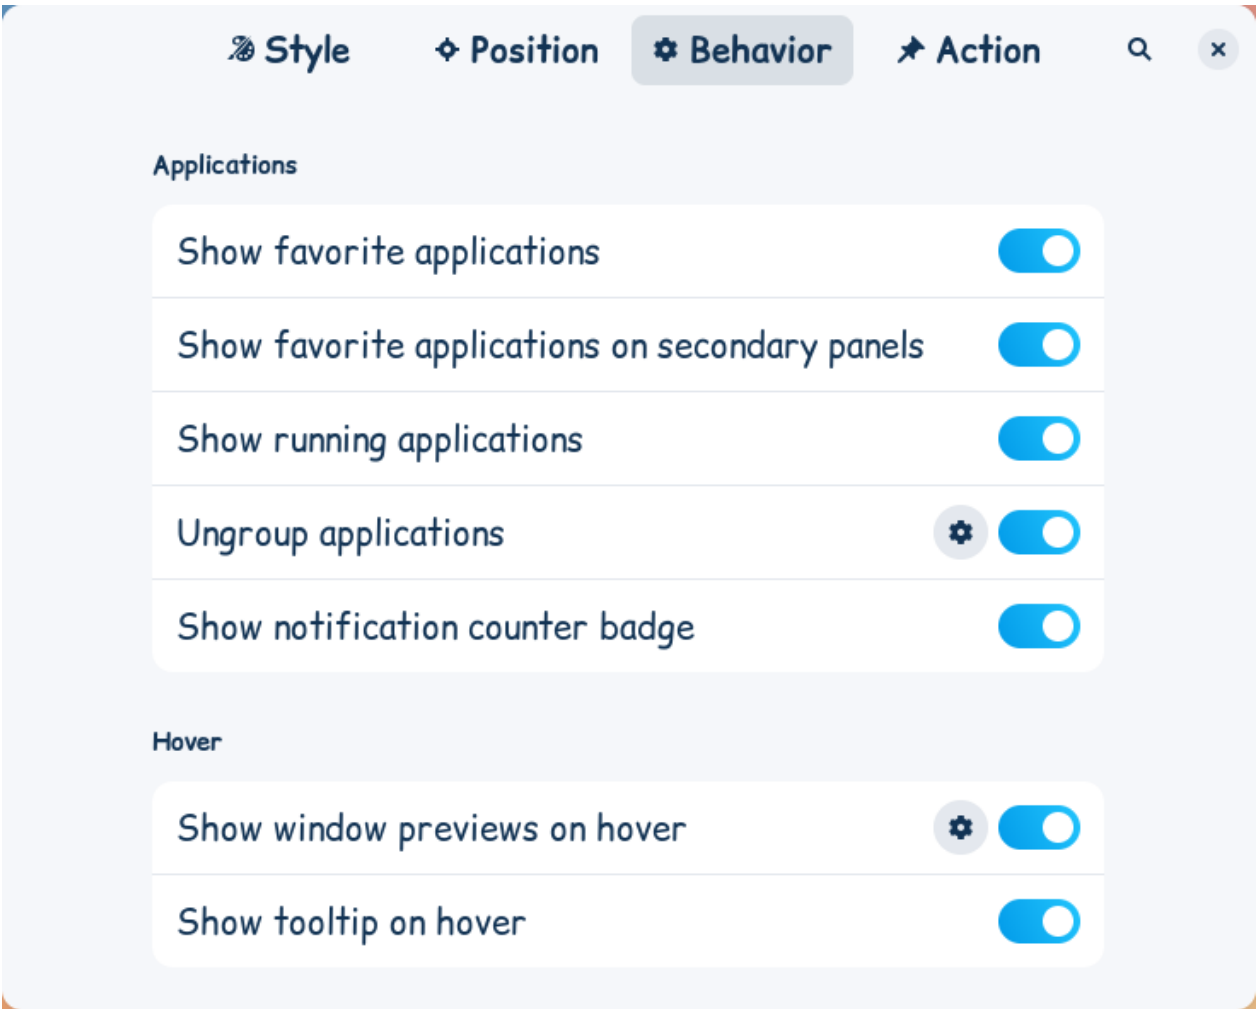 Style Position Behavior Action
Applications
Show favorite applications
Show favorite applications on secondary panels
Show running applications
Ungroup applications
Show notification counter badge
Hover
Show window previews on hover
Show tooltip on hover